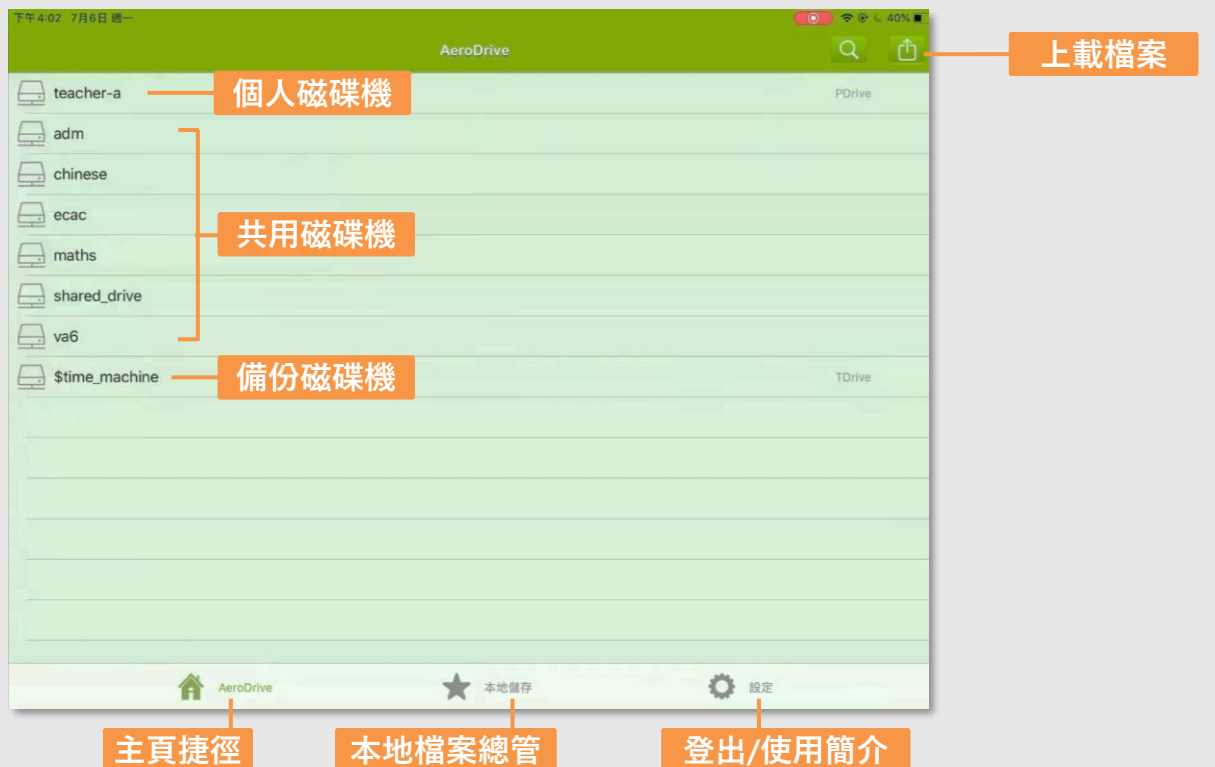 下午4:02 7月6日 週一 40%
AeroDrive
上載檔案
teacher-a 個人磁碟機 PDrive
adm
chinese
ecac
共用磁碟機
maths
shared_drive
va6
$time_machine 備份磁碟機 TDrive
AeroDrive 本地儲存 設定
主頁捷徑 本地檔案總管 登出/使用簡介